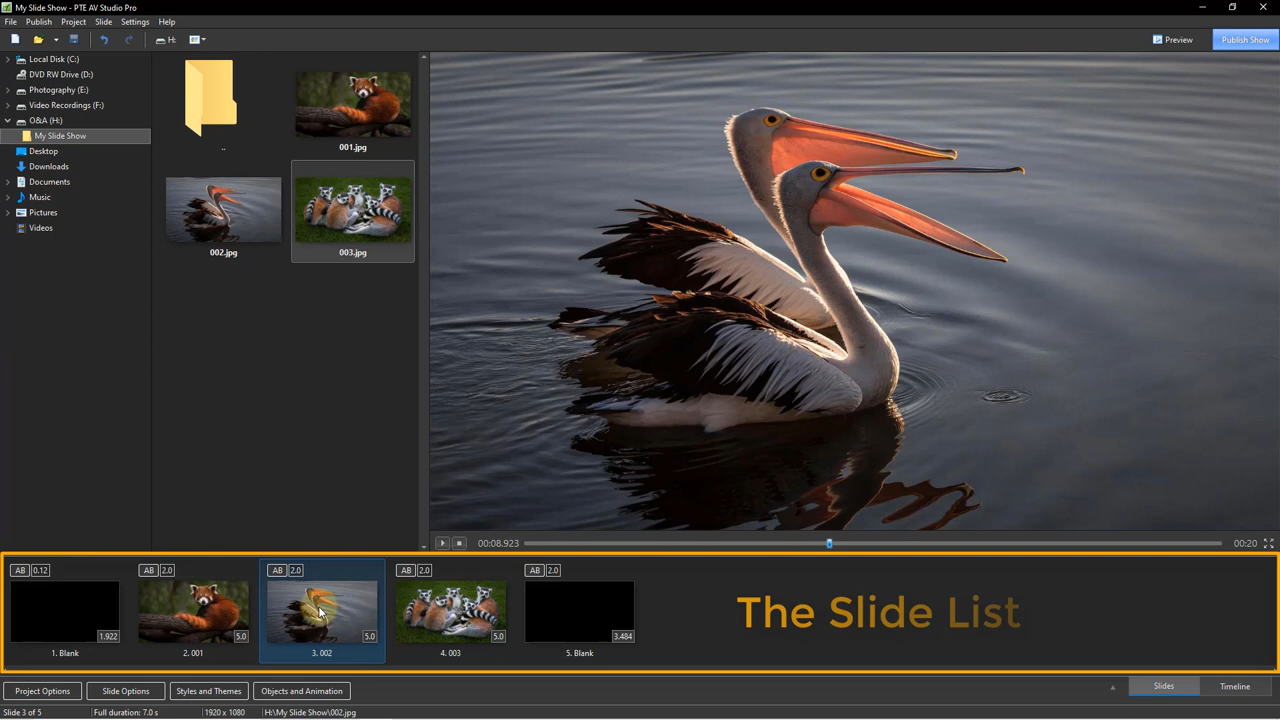 My Slide Show - PTE AV Studio Pro
File Publish Project Slide Settings Help
H:
Preview
Publish Show
Local Disk (C:)
DVD RW Drive (D:)
Photography (E:)
Video Recordings (F:)
O&A (H:)
My Slide Show
Desktop
Downloads
Documents
Music
Pictures
Videos
..
001.jpg
002.jpg
003.jpg
00:08.923
00:20
AB 0.12
1.922
1. Blank
AB 2.0
5.0
2. 001
AB 2.0
5.0
3. 002
AB 2.0
5.0
4. 003
AB 2.0
3.484
5. Blank
The Slide List
Project Options
Slide Options
Styles and Themes
Objects and Animation
Slides
Timeline
Slide 3 of 5
Full duration: 7.0 s
1920 x 1080
H:\My Slide Show\002.jpg